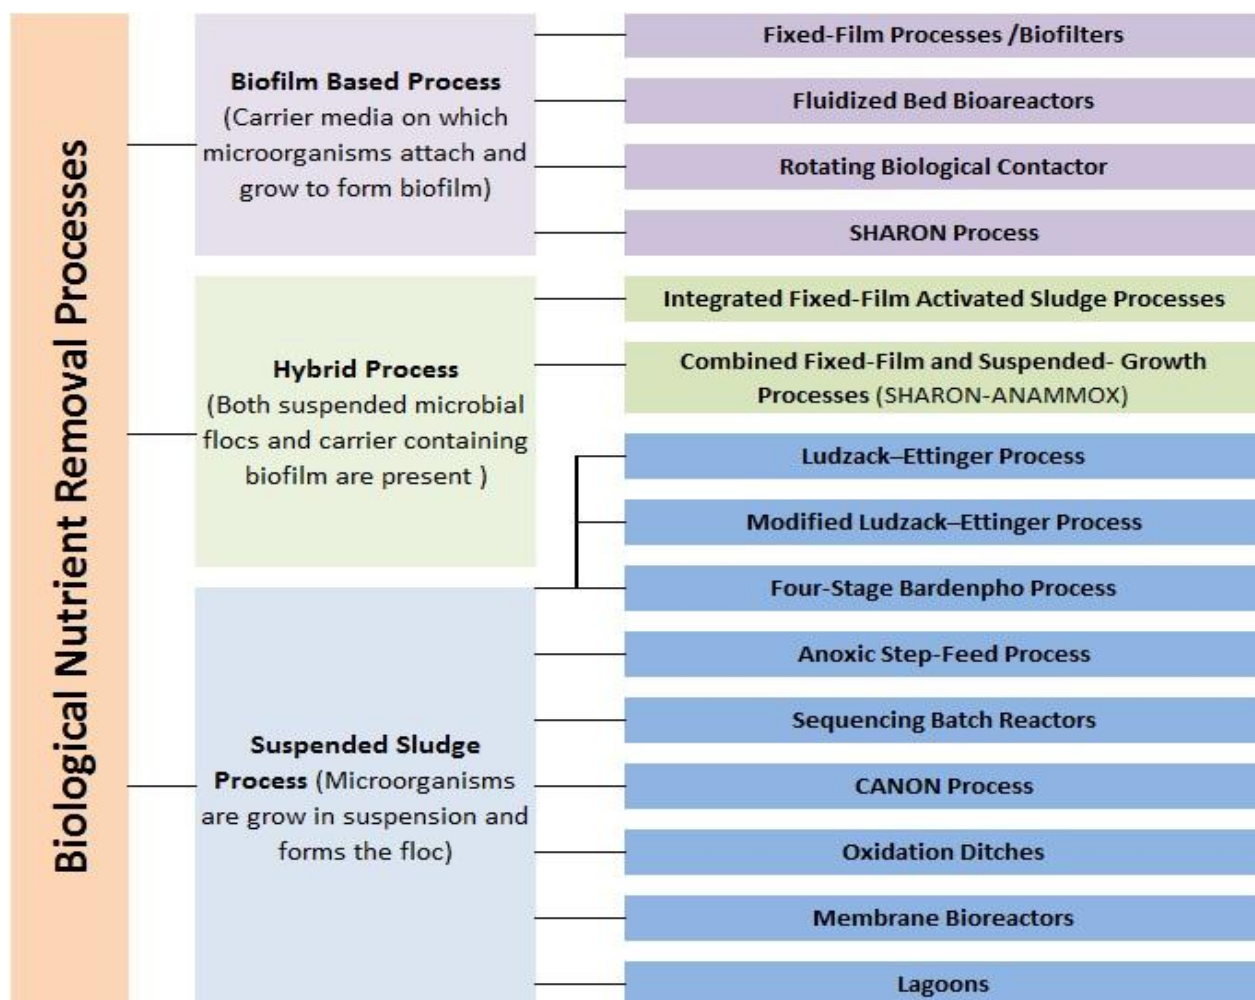 Biological Nutrient Removal Processes
Biofilm Based Process
(Carrier media on which
microorganisms attach and
grow to form biofilm)
Fixed-Film Processes /Biofilters
Fluidized Bed Bioareactors
Rotating Biological Contactor
SHARON Process
Hybrid Process
(Both suspended microbial
flocs and carrier containing
biofilm are present )
Integrated Fixed-Film Activated Sludge Processes
Combined Fixed-Film and Suspended- Growth
Processes (SHARON-ANAMMOX)
Suspended Sludge
Process (Microorganisms
are grow in suspension and
forms the floc)
Ludzack–Ettinger Process
Modified Ludzack–Ettinger Process
Four-Stage Bardenpho Process
Anoxic Step-Feed Process
Sequencing Batch Reactors
CANON Process
Oxidation Ditches
Membrane Bioreactors
Lagoons